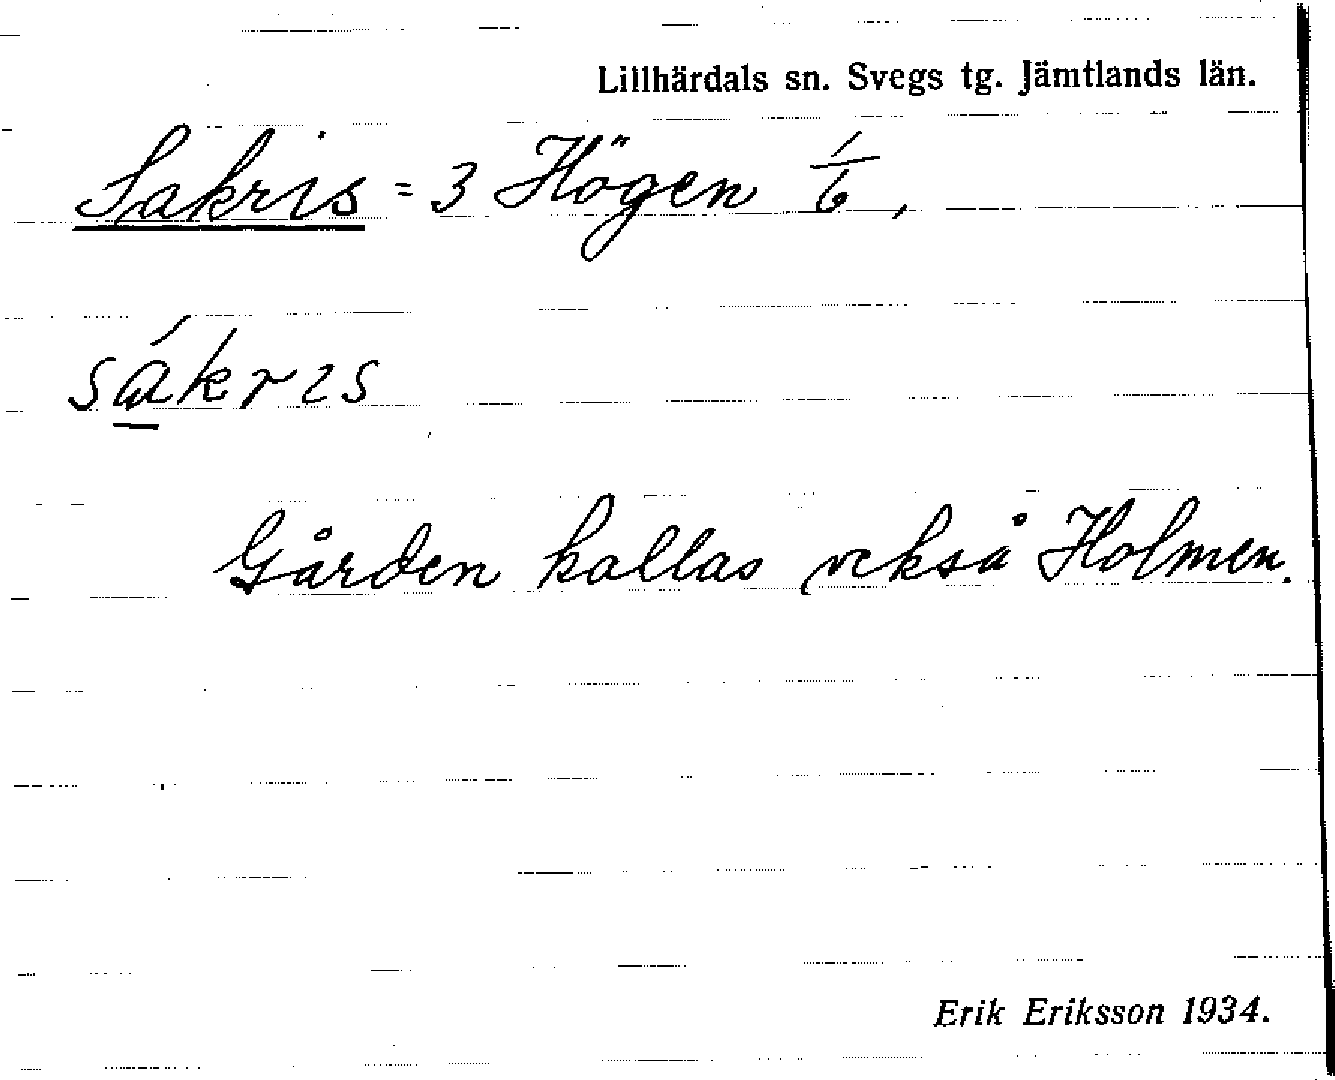 Lillhärdals sn. Svegs tg. Jämtlands län.
Sakris = 3 Högen 1/6,
sákris
Gården kallas också Holmen.
Erik Eriksson 1934.